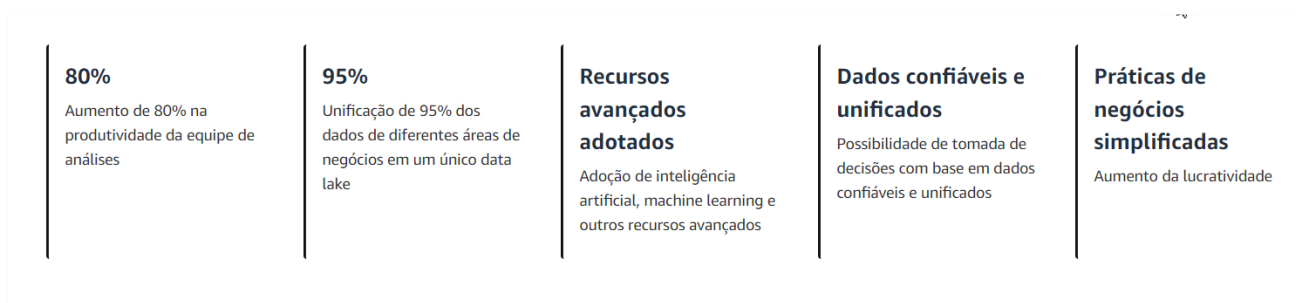 80%
Aumento de 80% na
produtividade da equipe de
análises
95%
Unificação de 95% dos
dados de diferentes áreas de
negócios em um único data
lake
Recursos
avançados
adotados
Adoção de inteligência
artificial, machine learning e
outros recursos avançados
Dados confiáveis e
unificados
Possibilidade de tomada de
decisões com base em dados
confiáveis e unificados
Práticas de
negócios
simplificadas
Aumento da lucratividade